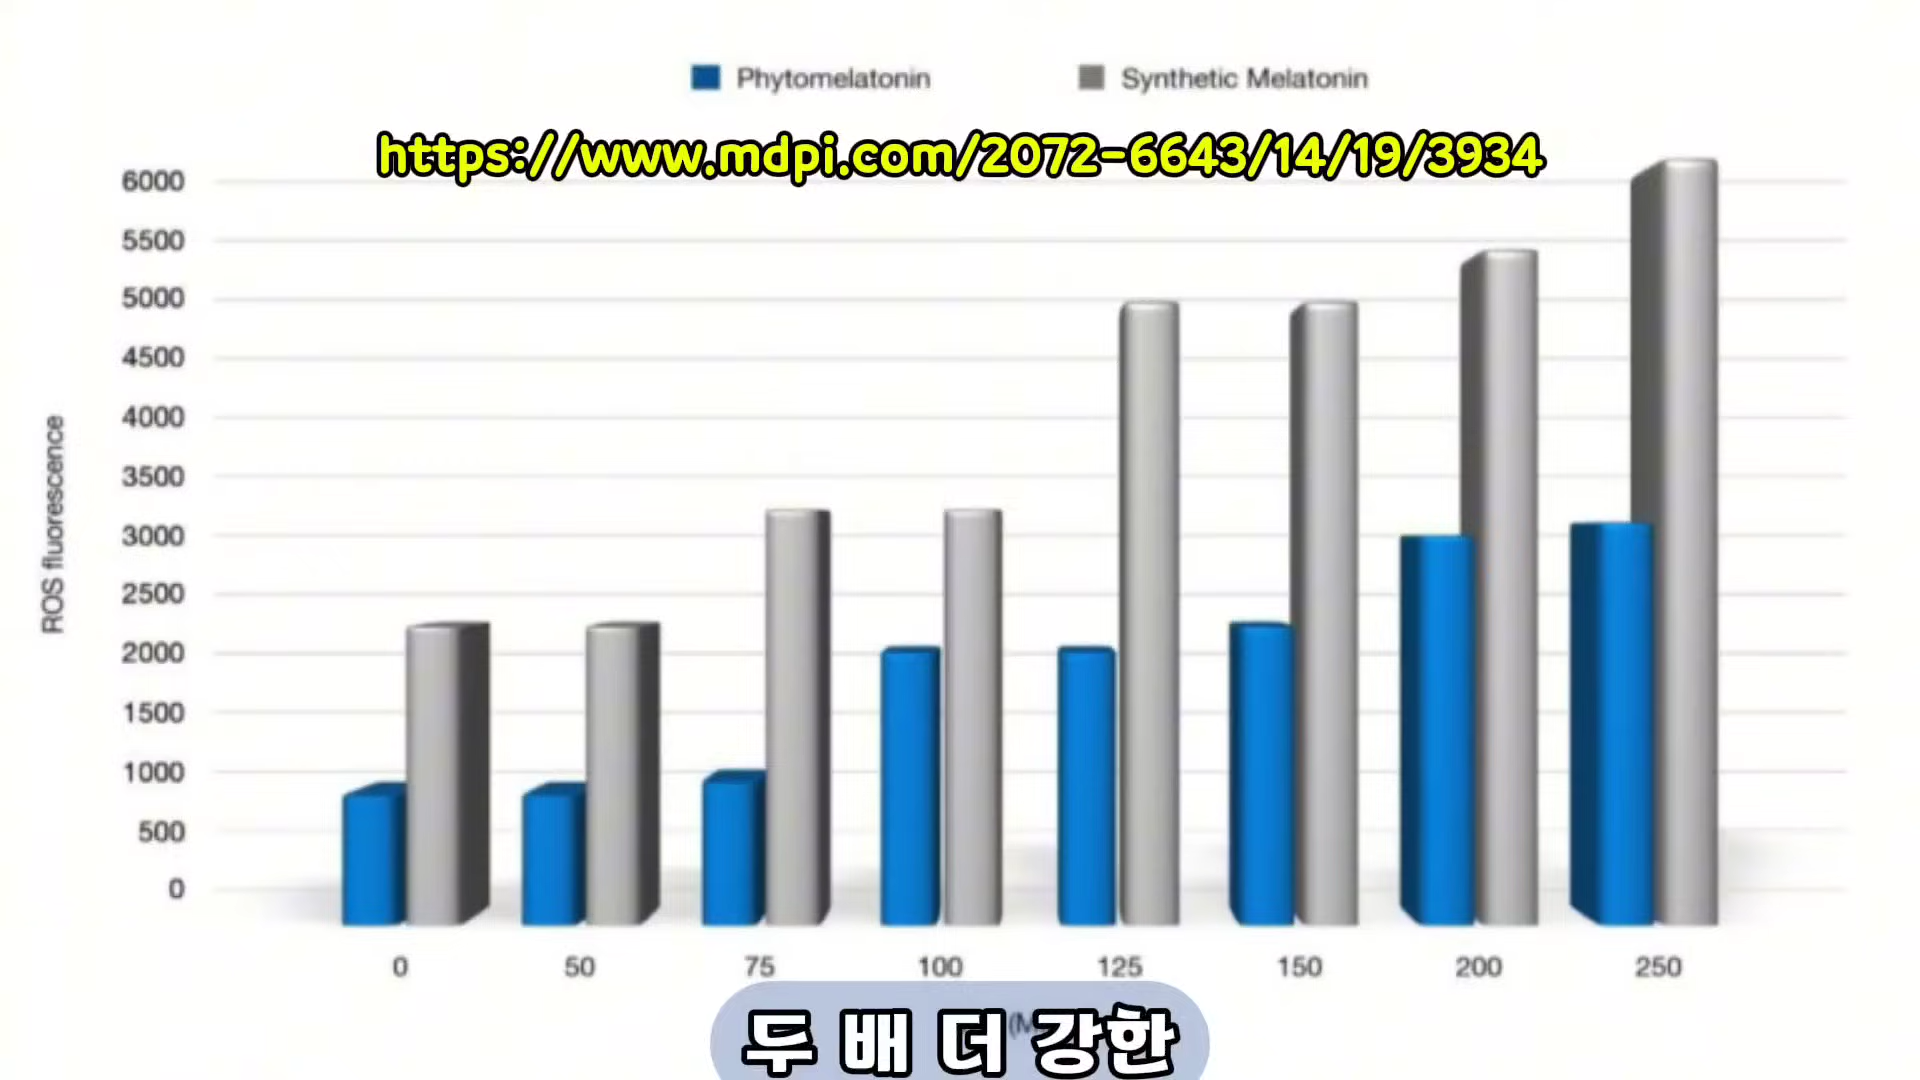 Phytomelatonin
Synthetic Melatonin
https://www.mdpi.com/2072-6643/14/19/3934
6000
5500
5000
4500
4000
3500
3000
2500
2000
1500
1000
500
0
ROS fluorescence
0 50 75 100 125 150 200 250
두 배 더 강한